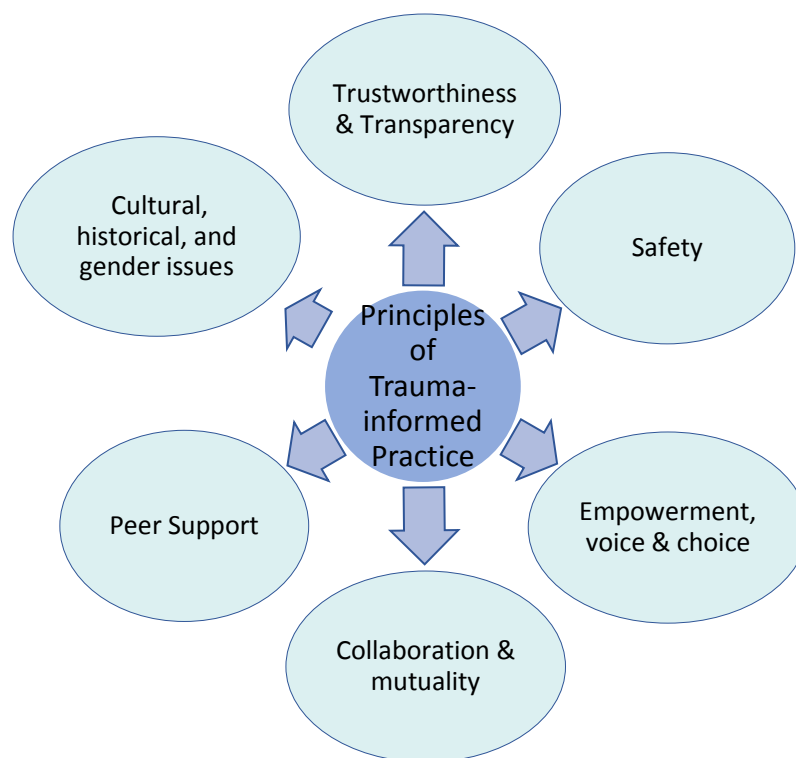 Trustworthiness
& Transparency
Cultural,
historical, and
gender issues
Safety
Principles
of
Trauma-
informed
Practice
Peer Support
Empowerment,
voice & choice
Collaboration &
mutuality